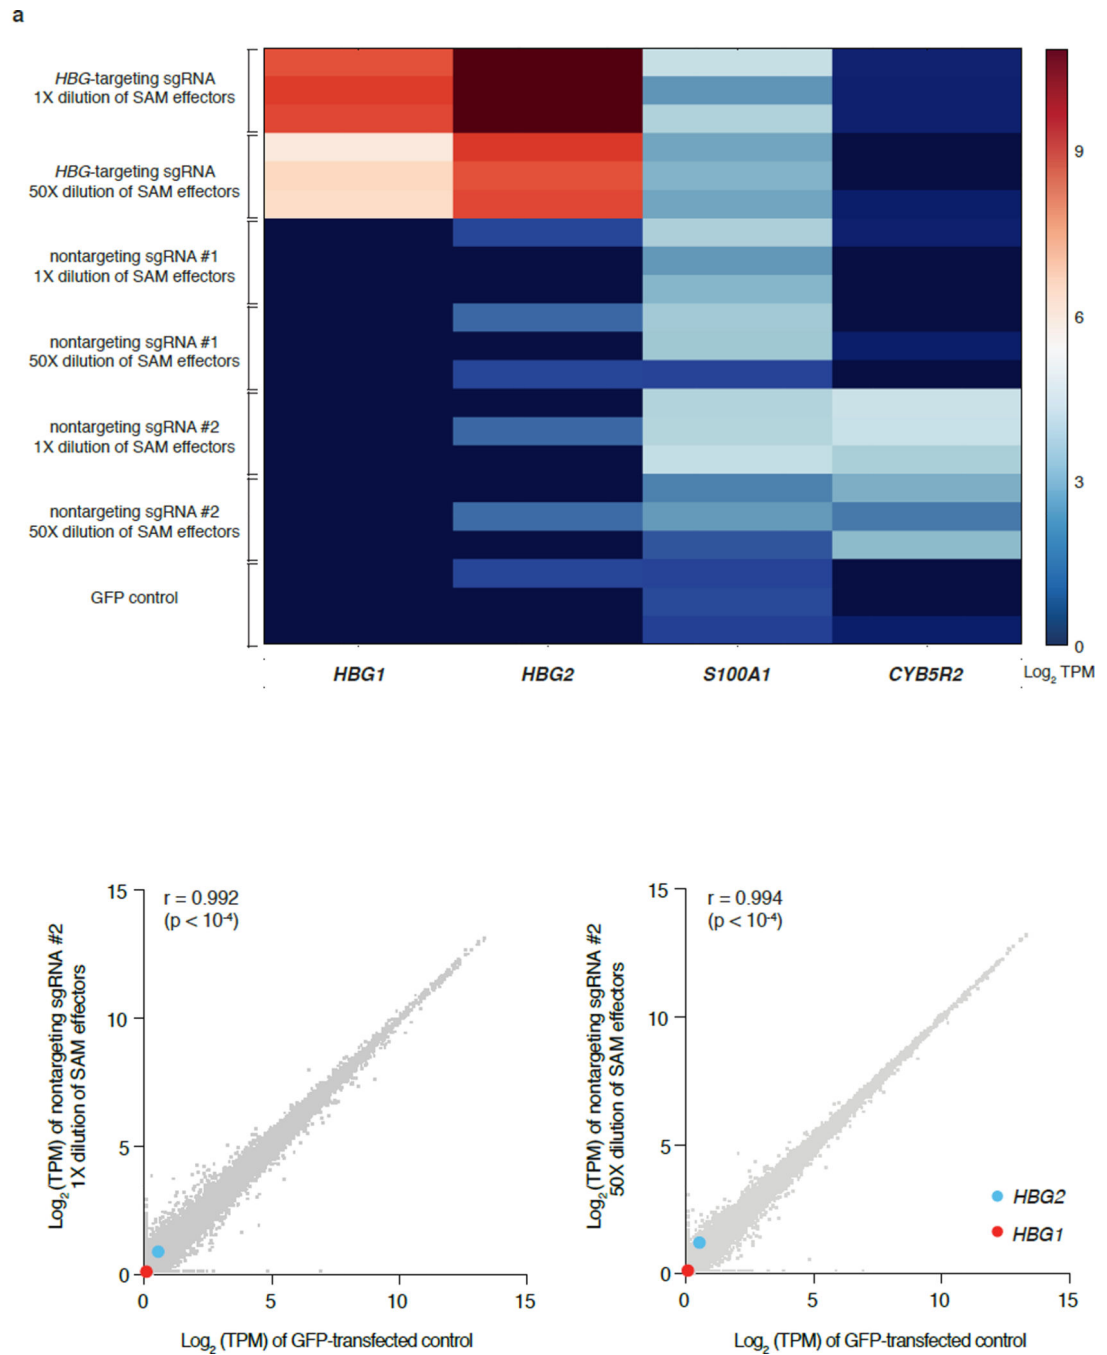 a
HBG-targeting sgRNA
1X dilution of SAM effectors
HBG-targeting sgRNA
50X dilution of SAM effectors
nontargeting sgRNA #1
1X dilution of SAM effectors
nontargeting sgRNA #1
50X dilution of SAM effectors
nontargeting sgRNA #2
1X dilution of SAM effectors
nontargeting sgRNA #2
50X dilution of SAM effectors
GFP control
9
6
3
0
HBG1 HBG2 S100A1 CYB5R2 Log₂ TPM
Log₂(TPM) of nontargeting sgRNA #2
1X dilution of SAM effectors
15
10
5
0
r = 0.992
(p < 10⁻⁴)
0 5 10 15
Log₂ (TPM) of GFP-transfected control
Log₂(TPM) of nontargeting sgRNA #2
50X dilution of SAM effectors
15
10
5
0
r = 0.994
(p < 10⁻⁴)
HBG2
HBG1
0 5 10 15
Log₂ (TPM) of GFP-transfected control